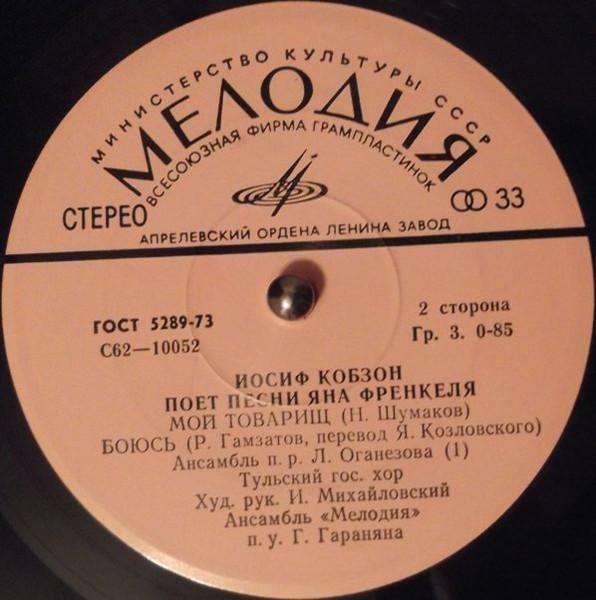 МИНИСТЕРСТВО КУЛЬТУРЫ СССР
МЕЛОДИЯ
ВСЕСОЮЗНАЯ ФИРМА ГРАМПЛАСТИНОК
СТЕРЕО
33
АПРЕЛЕВСКИЙ ОРДЕНА ЛЕНИНА ЗАВОД
ГОСТ 5289-73
С62—10052
2 сторона
Гр. 3. 0-85
ИОСИФ КОБЗОН
ПОЕТ ПЕСНИ ЯНА ФРЕНКЕЛЯ
МОЙ ТОВАРИЩ (Н. Шумаков)
БОЮСЬ (Р. Гамзатов, перевод Я. Козловского)
Ансамбль п. р. Л. Оганезова (1)
Тульский гос. хор
Худ. рук. И. Михайловский
Ансамбль «Мелодия»
п. у. Г. Гараняна